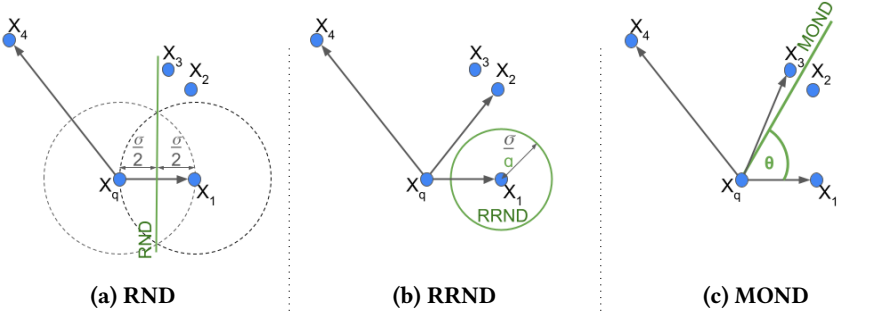 X4
X3
X2
σ/2 σ/2
Xq
X1
RND
(a) RND
X4
X3
X2
σ/α
Xq
X1
RRND
(b) RRND
MOND
X4
X3
X2
θ
Xq
X1
(c) MOND